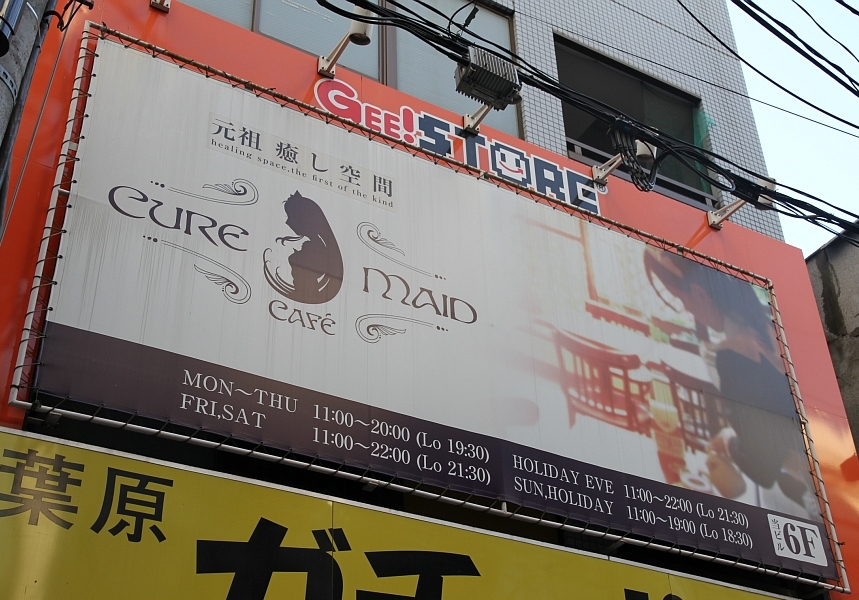 GEE!STORE
元祖 癒し空間
healing space,the first of the kind
CURE MAID
CAFÉ
MON～THU 11:00～20:00 (Lo 19:30)
FRI,SAT 11:00～22:00 (Lo 21:30)
HOLIDAY EVE 11:00～22:00 (Lo 21:30)
SUN,HOLIDAY 11:00～19:00 (Lo 18:30)
当ビル 6F
葉原
ガチ